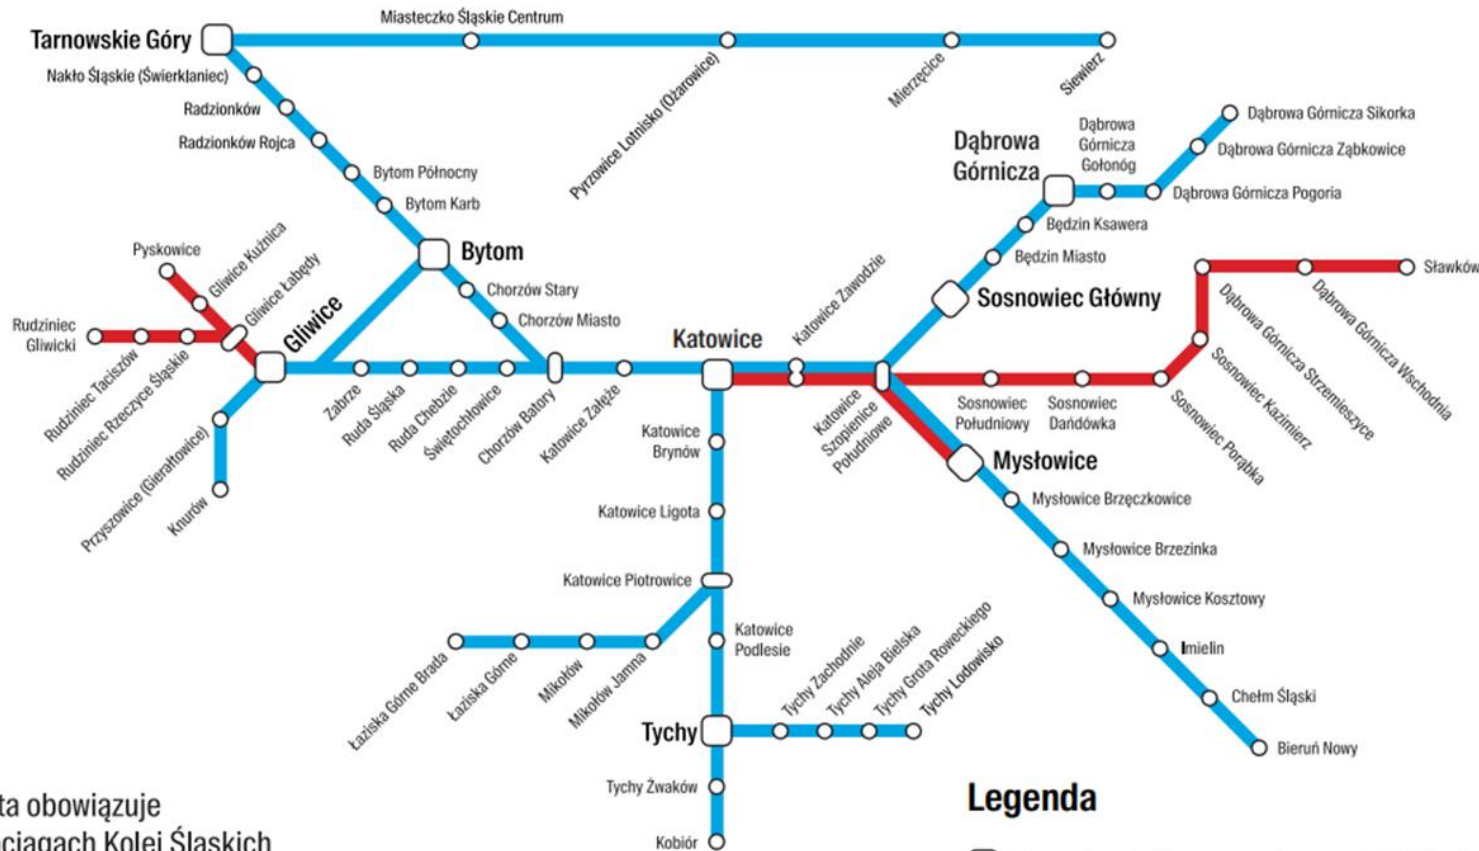 Miasteczko Śląskie Centrum
Tarnowskie Góry
Nakło Śląskie (Świerklaniec)
Radzionków
Radzionków Rojca
Bytom Północny
Bytom Karb
Bytom
Pyrzowice Lotnisko (Ożarowice)
Mierzęcice
Siewierz
Dąbrowa
Górnicza
Dąbrowa
Górnicza
Gołonóg
Dąbrowa Górnicza Sikorka
Dąbrowa Górnicza Ząbkowice
Dąbrowa Górnicza Pogoria
Będzin Ksawera
Będzin Miasto
Sosnowiec Główny
Pyskowice
Gliwice Kuźnica
Gliwice Łabędy
Rudziniec
Gliwicki
Rudziniec Taciszów
Rudziniec Rzeczyce Śląskie
Gliwice
Chorzów Stary
Chorzów Miasto
Zabrze
Ruda Śląska
Ruda Chebzie
Świętochłowice
Chorzów Batory
Katowice Załęże
Przyszowice (Gierałtowice)
Knurów
Katowice
Katowice Zawodzie
Katowice
Szopienice
Południowe
Sosnowiec
Południowy
Sosnowiec
Dańdówka
Sosnowiec Porąbka
Sosnowiec Kazimierz
Dąbrowa Górnicza Strzemieszyce
Dąbrowa Górnicza Wschodnia
Sławków
Katowice
Brynów
Katowice Ligota
Katowice Piotrowice
Mysłowice
Mysłowice Brzęczkowice
Mysłowice Brzezinka
Mysłowice Kosztowy
Imielin
Chełm Śląski
Bieruń Nowy
Łaziska Górne Brada
Łaziska Górne
Mikołów
Mikołów Jamna
Katowice
Podlesie
Tychy
Tychy Zachodnie
Tychy Aleja Bielska
Tychy Grota Roweckiego
Tychy Lodowisko
Tychy Żwaków
Kobiór
ta obowiązuje
ciągach Kolei Śląskich
Legenda